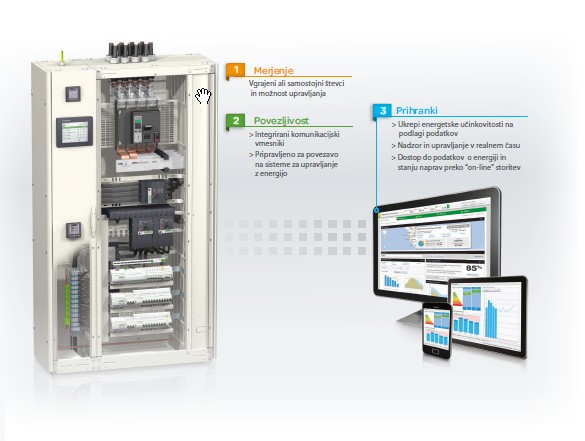 1 Merjenje
Vgrajeni ali samostojni števci
in možnost upravljanja
2 Povezljivost
> Integrirani komunikacijski
vmesniki
> Pripravljeno za povezavo
na sisteme za upravljanje
z energijo
3 Prihranki
> Ukrepi energetske učinkovitosti na
podlagi podatkov
> Nadzor in upravljanje v realnem času
> Dostop do podatkov o energiji in
stanju naprav preko "on-line" storitev
85%